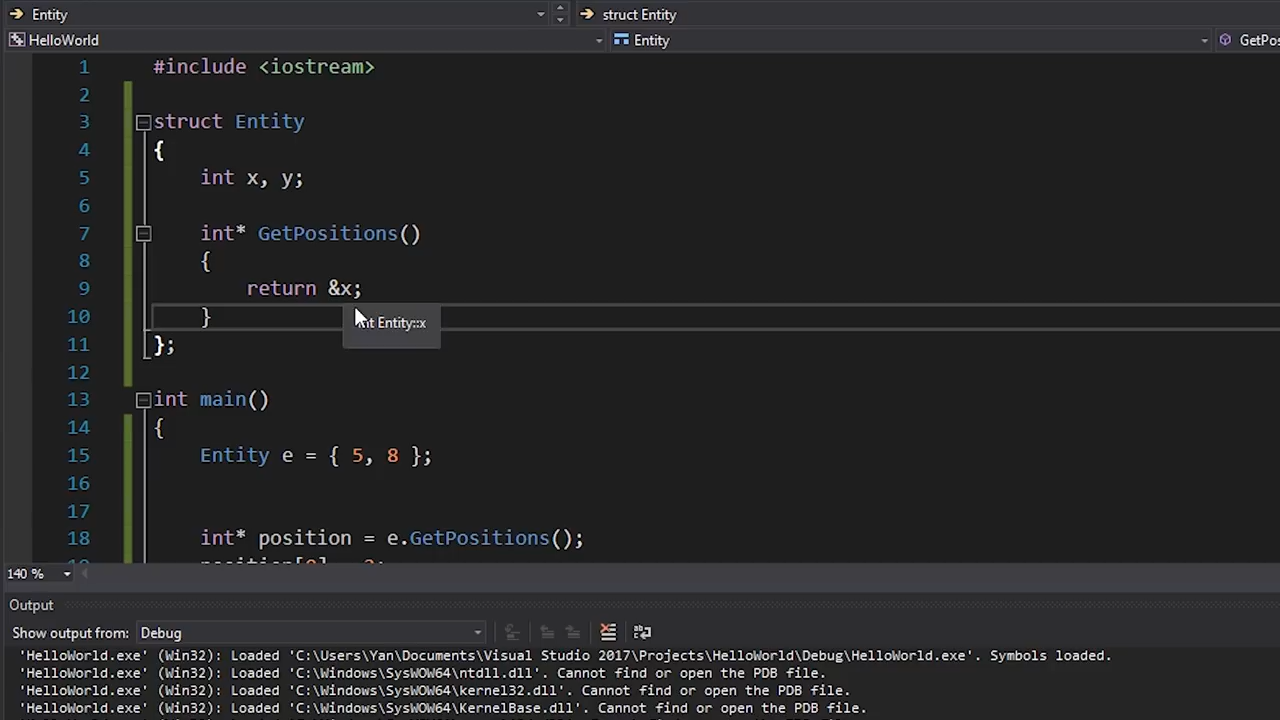 Entity struct Entity
HelloWorld Entity GetPos
1 #include <iostream>
2
3 struct Entity
4 {
5 int x, y;
6
7 int* GetPositions()
8 {
9 return &x;
10 }
int Entity::x
11 };
12
13 int main()
14 {
15 Entity e = { 5, 8 };
16
17
18 int* position = e.GetPositions();
140 %
Output
Show output from: Debug
'HelloWorld.exe' (Win32): Loaded 'C:\Users\Yan\Documents\Visual Studio 2017\Projects\HelloWorld\Debug\HelloWorld.exe'. Symbols loaded.
'HelloWorld.exe' (Win32): Loaded 'C:\Windows\SysWOW64\ntdll.dll'. Cannot find or open the PDB file.
'HelloWorld.exe' (Win32): Loaded 'C:\Windows\SysWOW64\kernel32.dll'. Cannot find or open the PDB file.
'HelloWorld.exe' (Win32): Loaded 'C:\Windows\SysWOW64\KernelBase.dll'. Cannot find or open the PDB file.